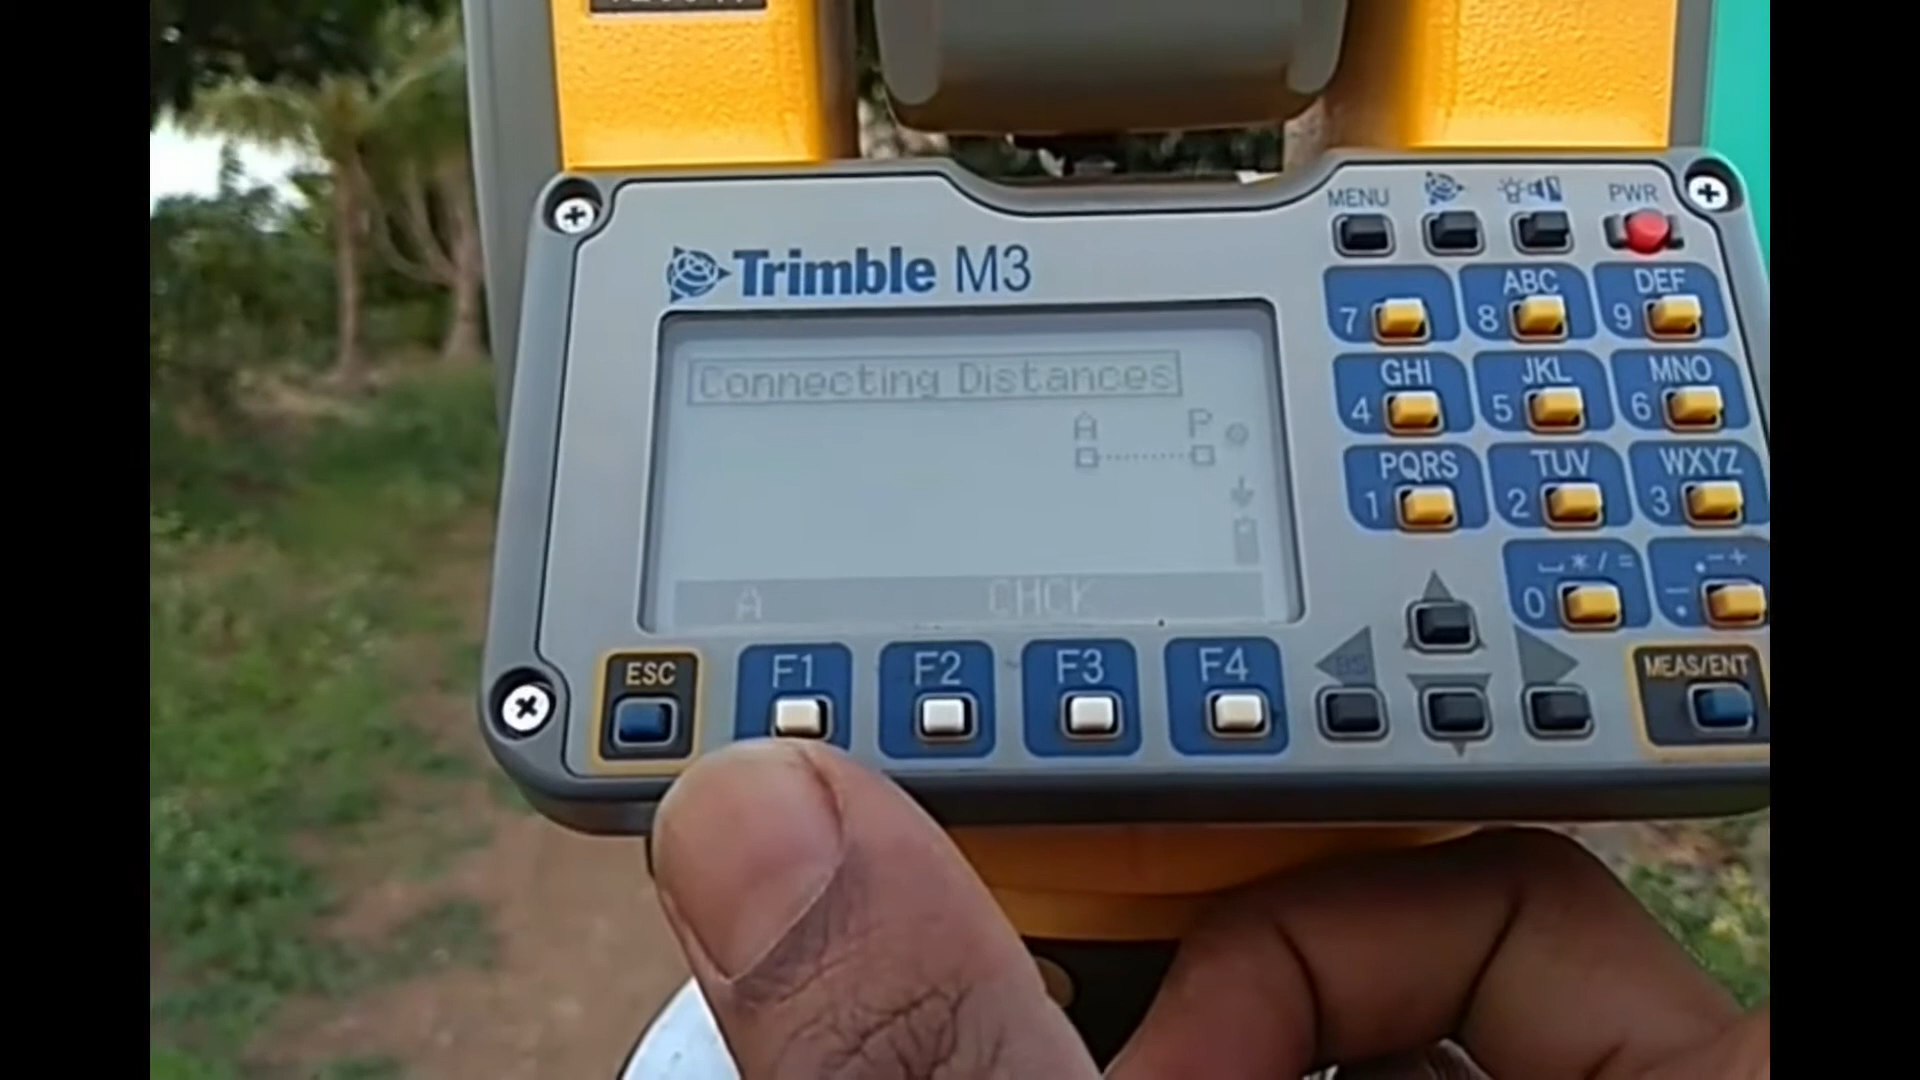 MENU PWR
Trimble M3
Connecting Distances
A P
A CHCK
7 ABC 8 DEF 9
GHI 4 JKL 5 MNO 6
PQRS 1 TUV 2 WXYZ 3
0 */=
.-+
ESC F1 F2 F3 F4 BS MEAS/ENT